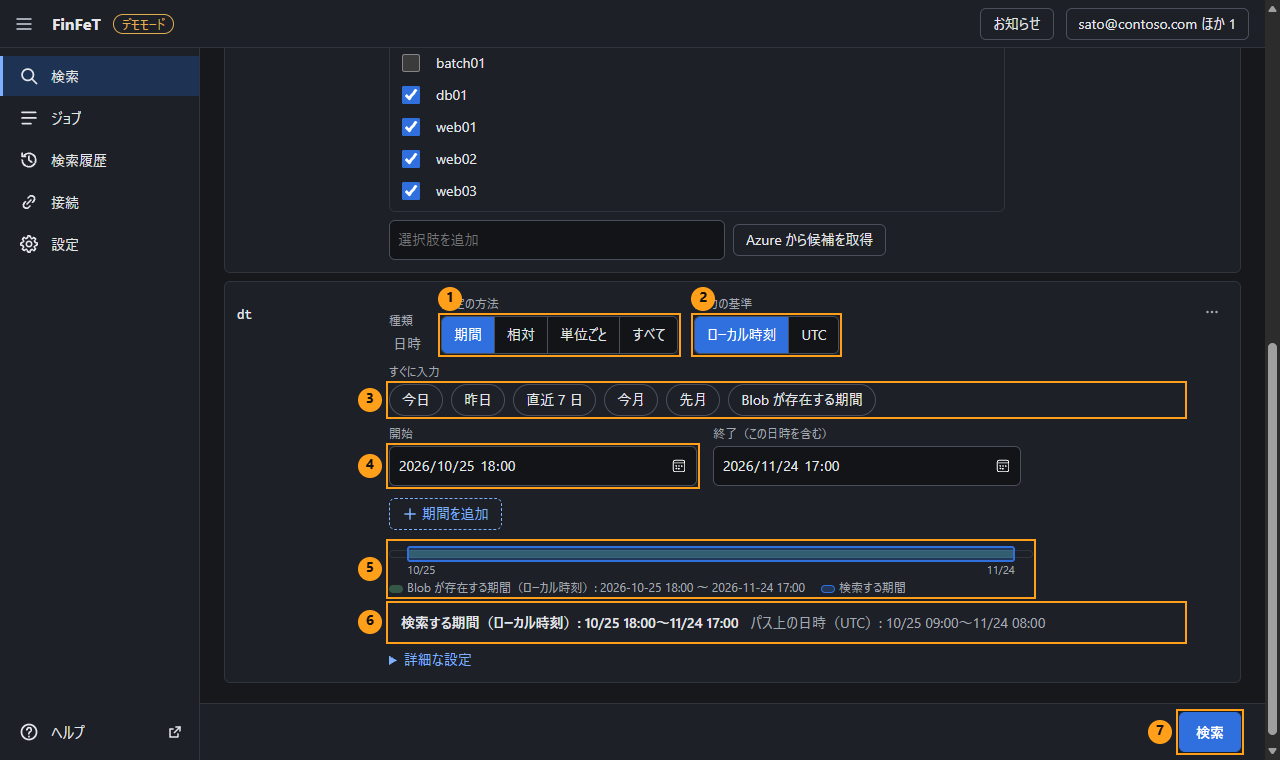 FinFeT デモモード お知らせ sato@contoso.com ほか 1
検索
ジョブ
検索履歴
接続
設定
ヘルプ
batch01
db01
web01
web02
web03
選択肢を追加 Azure から候補を取得
dt
種類
日時
1 定の方法
期間 相対 単位ごと すべて
2 の基準
ローカル時刻 UTC
…
すぐに入力
3 今日 昨日 直近 7 日 今月 先月 Blob が存在する期間
開始 終了（この日時を含む）
4 2026/10/25 18:00 2026/11/24 17:00
＋ 期間を追加
5
10/25 11/24
Blob が存在する期間（ローカル時刻）: 2026-10-25 18:00 ～ 2026-11-24 17:00 検索する期間
6 検索する期間（ローカル時刻）: 10/25 18:00～11/24 17:00 パス上の日時（UTC）: 10/25 09:00～11/24 08:00
▶ 詳細な設定
7 検索